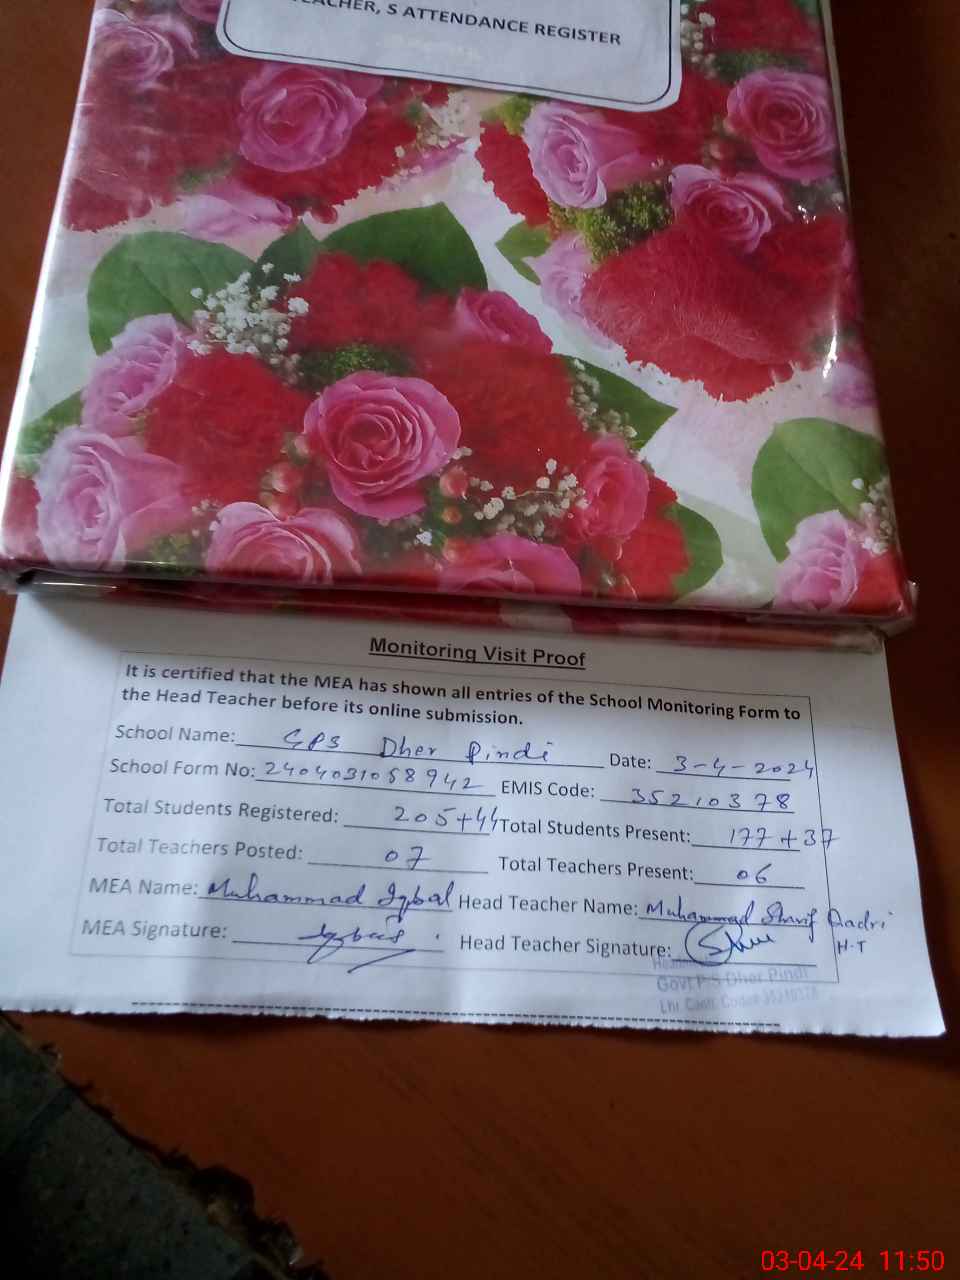 TEACHER, S ATTENDANCE REGISTER
Monitoring Visit Proof
It is certified that the MEA has shown all entries of the School Monitoring Form to
the Head Teacher before its online submission.
School Name: GPS Dher Pindi Date: 3-4-2024
School Form No: 2404031058942 EMIS Code: 35210378
Total Students Registered: 205+44 Total Students Present: 177+37
Total Teachers Posted: 07 Total Teachers Present: 06
MEA Name: Muhammad Iqbal Head Teacher Name: Muhammad Sharif Qadri
MEA Signature: Head Teacher Signature: H.T
Govt P/S Dher Pindi
03-04-24 11:50